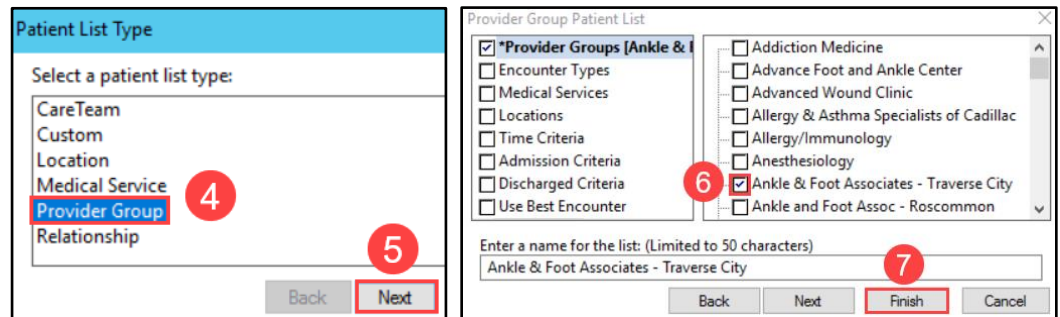 Patient List Type
Select a patient list type:
CareTeam
Custom
Location
Medical Service
Provider Group
Relationship
4
5
Back Next
Provider Group Patient List
*Provider Groups [Ankle &
Encounter Types
Medical Services
Locations
Time Criteria
Admission Criteria
Discharged Criteria
Use Best Encounter
Addiction Medicine
Advance Foot and Ankle Center
Advanced Wound Clinic
Allergy & Asthma Specialists of Cadillac
Allergy/Immunology
Anesthesiology
6
Ankle & Foot Associates - Traverse City
Ankle and Foot Assoc - Roscommon
Enter a name for the list: (Limited to 50 characters)
Ankle & Foot Associates - Traverse City
7
Back Next Finish Cancel